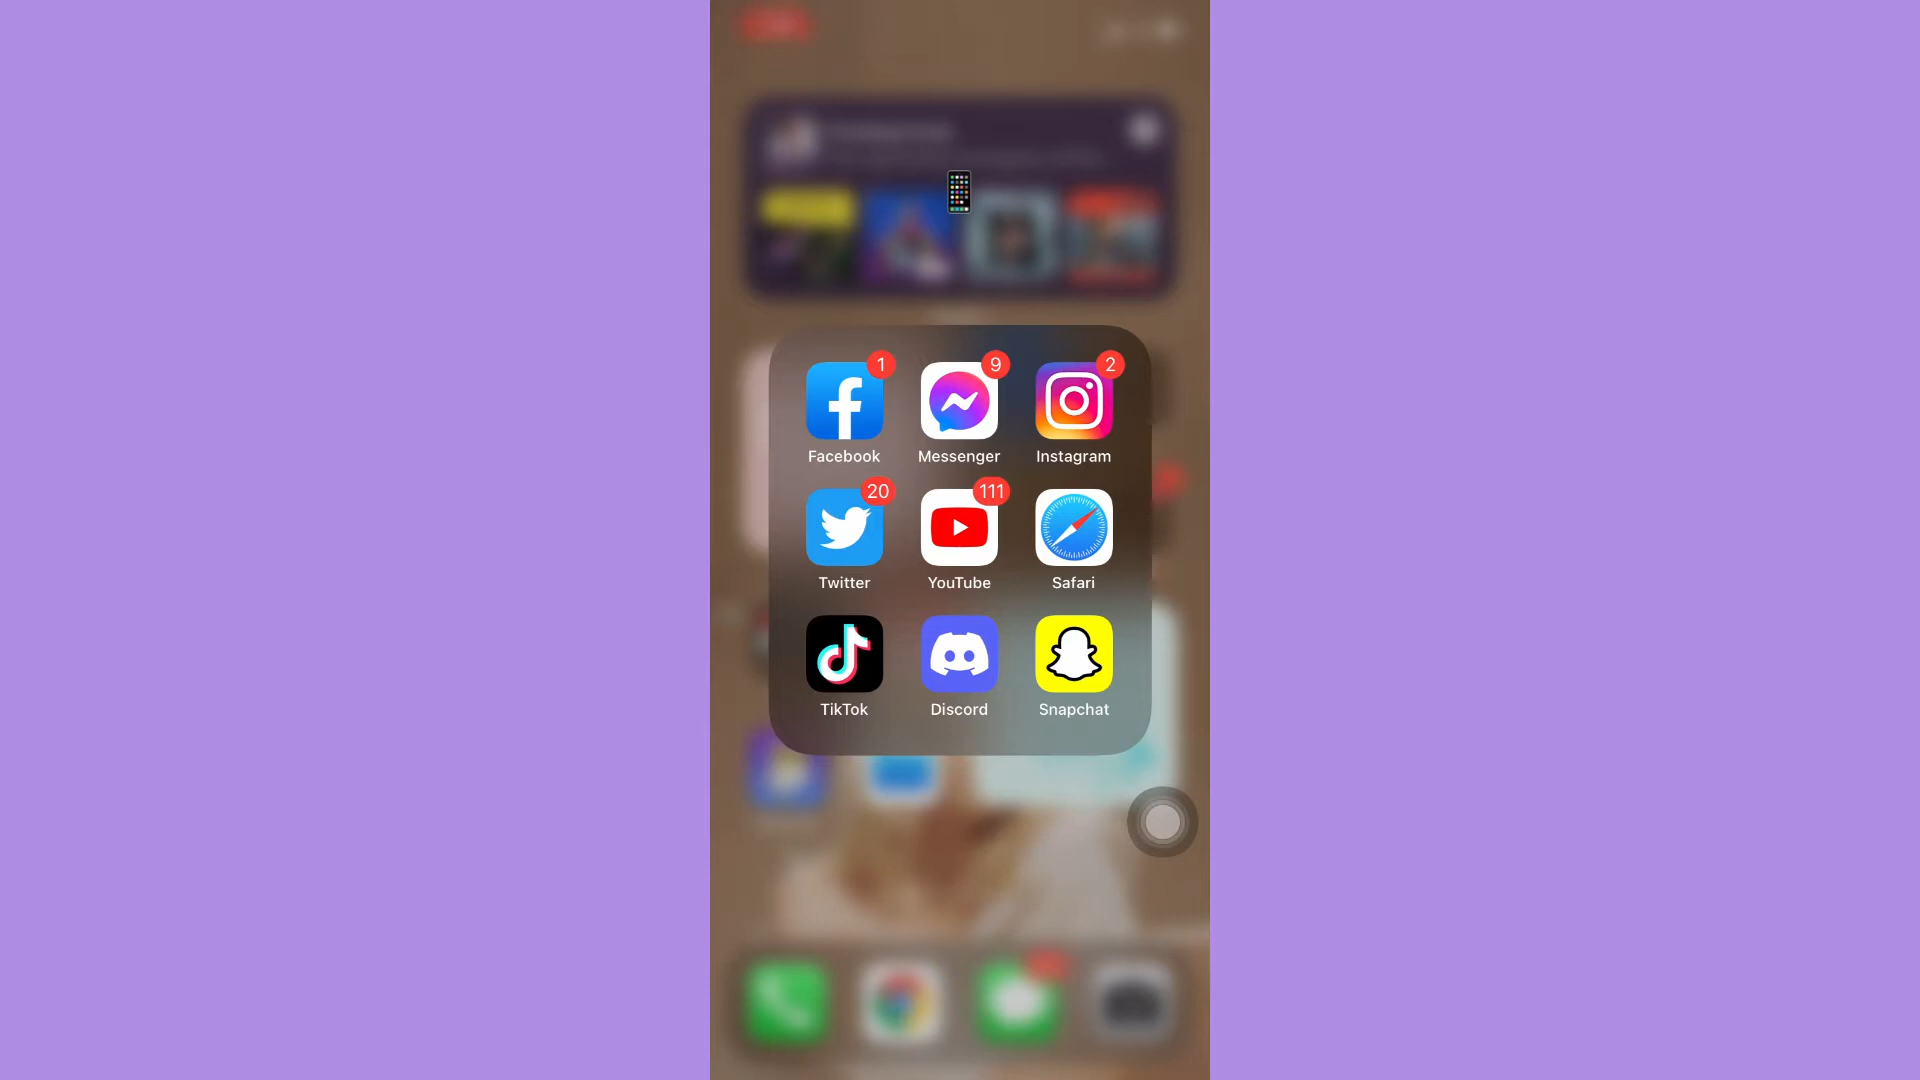 1 9 2
Facebook Messenger Instagram
20 111
Twitter YouTube Safari
TikTok Discord Snapchat